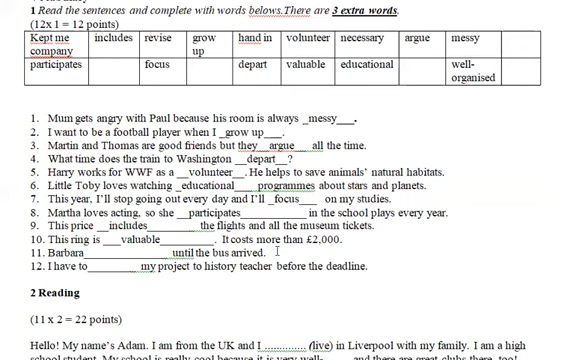 1 Read the sentences and complete with words belows.There are 3 extra words.
(12x 1 = 12 points)
Kept me company includes revise grow up hand in volunteer necessary argue messy
participates focus depart valuable educational well-organised
1. Mum gets angry with Paul because his room is always _messy___.
2. I want to be a football player when I _grow up____.
3. Martin and Thomas are good friends but they _argue__ all the time.
4. What time does the train to Washington __depart__?
5. Harry works for WWF as a __volunteer__. He helps to save animals' natural habitats.
6. Little Toby loves watching _educational____ programmes about stars and planets.
7. This year, I'll stop going out every day and I'll _focus___ on my studies.
8. Martha loves acting, so she __participates____________ in the school plays every year.
9. This price __includes__________ the flights and all the museum tickets.
10. This ring is ___valuable__________. It costs more than £2,000.
11. Barbara________________ until the bus arrived.
12. I have to__________ my project to history teacher before the deadline.
2 Reading
(11 x 2 = 22 points)
Hello! My name's Adam. I am from the UK and I .............. (live) in Liverpool with my family. I am a high